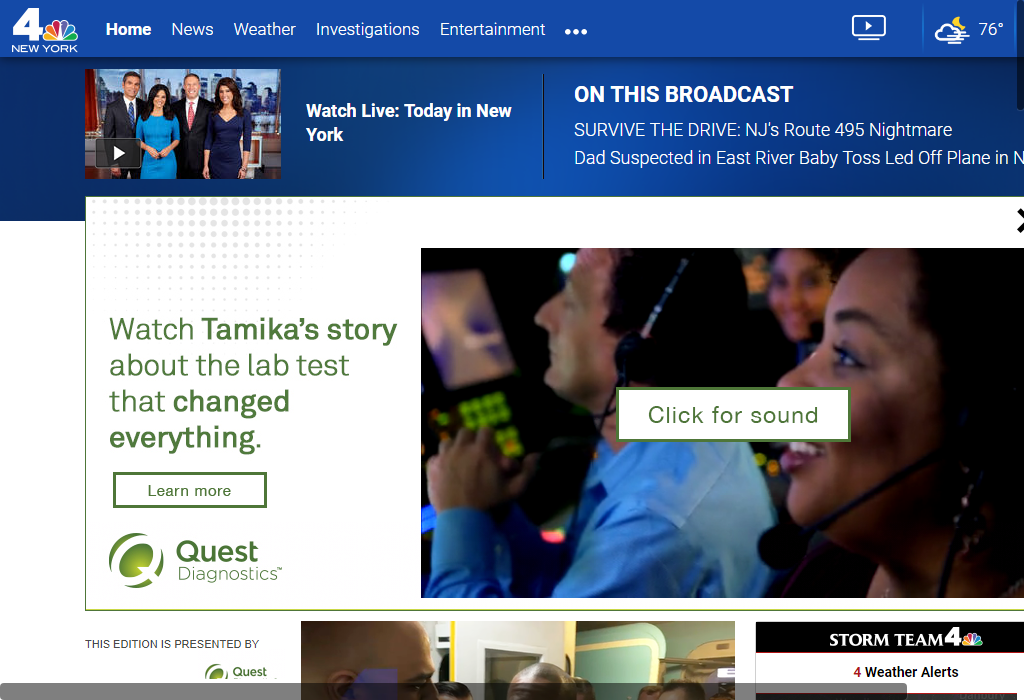 4
NEW YORK
Home News Weather Investigations Entertainment
76°
Watch Live: Today in New
York
ON THIS BROADCAST
SURVIVE THE DRIVE: NJ's Route 495 Nightmare
Dad Suspected in East River Baby Toss Led Off Plane in N
Watch Tamika's story
about the lab test
that changed
everything.
Learn more
Quest
Diagnostics™
Click for sound
THIS EDITION IS PRESENTED BY
Quest
STORM TEAM 4
4 Weather Alerts